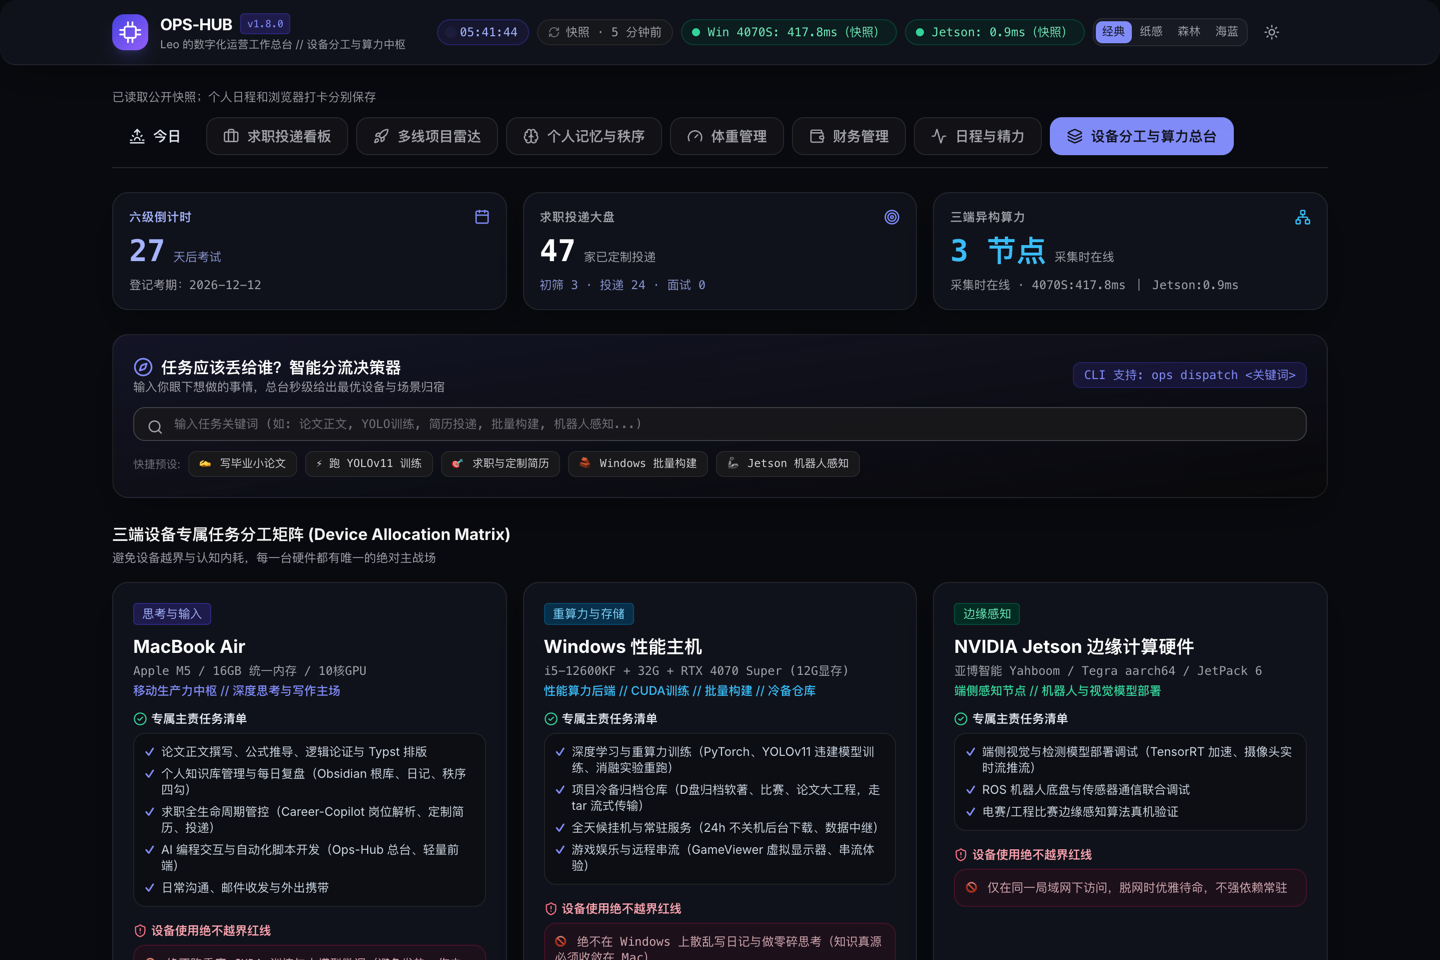 OPS-HUB v1.8.0
Leo 的数字化运营工作总台 // 设备分工与算力中枢
05:41:44
快照 · 5 分钟前
Win 4070S: 417.8ms (快照)
Jetson: 0.9ms (快照)
经典 纸感 森林 海蓝
已读取公开快照；个人日程和浏览器打卡分别保存
今日
求职投递看板
多线项目雷达
个人记忆与秩序
体重管理
财务管理
日程与精力
设备分工与算力总台
六级倒计时
27 天后考试
登记考期: 2026-12-12
求职投递大盘
47 家已定制投递
初筛 3 · 投递 24 · 面试 0
三端异构算力
3 节点 采集时在线
采集时在线 · 4070S:417.8ms | Jetson:0.9ms
任务应该丢给谁？智能分流决策器
输入你眼下想做的事情，总台秒级给出最优设备与场景归宿
CLI 支持: ops dispatch <关键词>
输入任务关键词 (如: 论文正文, YOLO训练, 简历投递, 批量构建, 机器人感知...)
快捷预设:
✍️ 写毕业小论文
⚡ 跑 YOLOv11 训练
🎯 求职与定制简历
Windows 批量构建
🦾 Jetson 机器人感知
三端设备专属任务分工矩阵 (Device Allocation Matrix)
避免设备越界与认知内耗，每一台硬件都有唯一的绝对主战场
思考与输入
MacBook Air
Apple M5 / 16GB 统一内存 / 10核GPU
移动生产力中枢 // 深度思考与写作主场
专属主责任务清单
论文正文撰写、公式推导、逻辑论证与 Typst 排版
个人知识库管理与每日复盘（Obsidian 根库、日记、秩序
四勾）
求职全生命周期管控（Career-Copilot 岗位解析、定制简
历、投递）
AI 编程交互与自动化脚本开发（Ops-Hub 总台、轻量前
端）
日常沟通、邮件收发与外出携带
设备使用绝不越界红线
重算力与存储
Windows 性能主机
i5-12600KF + 32G + RTX 4070 Super (12G显存)
性能算力后端 // CUDA训练 // 批量构建 // 冷备仓库
专属主责任务清单
深度学习与重算力训练（PyTorch、YOLOv11 违建模型训
练、消融实验重跑）
项目冷备归档仓库（D盘归档软著、比赛、论文大工程，走
tar 流式传输）
全天候挂机与常驻服务（24h 不关机后台下载、数据中继）
游戏娱乐与远程串流（GameViewer 虚拟显示器、串流体
验）
设备使用绝不越界红线
绝不在 Windows 上散乱写日记与做零碎思考（知识真源
必须收敛在 Mac）
边缘感知
NVIDIA Jetson 边缘计算硬件
亚博智能 Yahboom / Tegra aarch64 / JetPack 6
端侧感知节点 // 机器人与视觉模型部署
专属主责任务清单
端侧视觉与检测模型部署调试（TensorRT 加速、摄像头实
时流推流）
ROS 机器人底盘与传感器通信联合调试
电赛/工程比赛边缘感知算法真机验证
设备使用绝不越界红线
仅在同一局域网下访问，脱网时优雅待命，不强依赖常驻